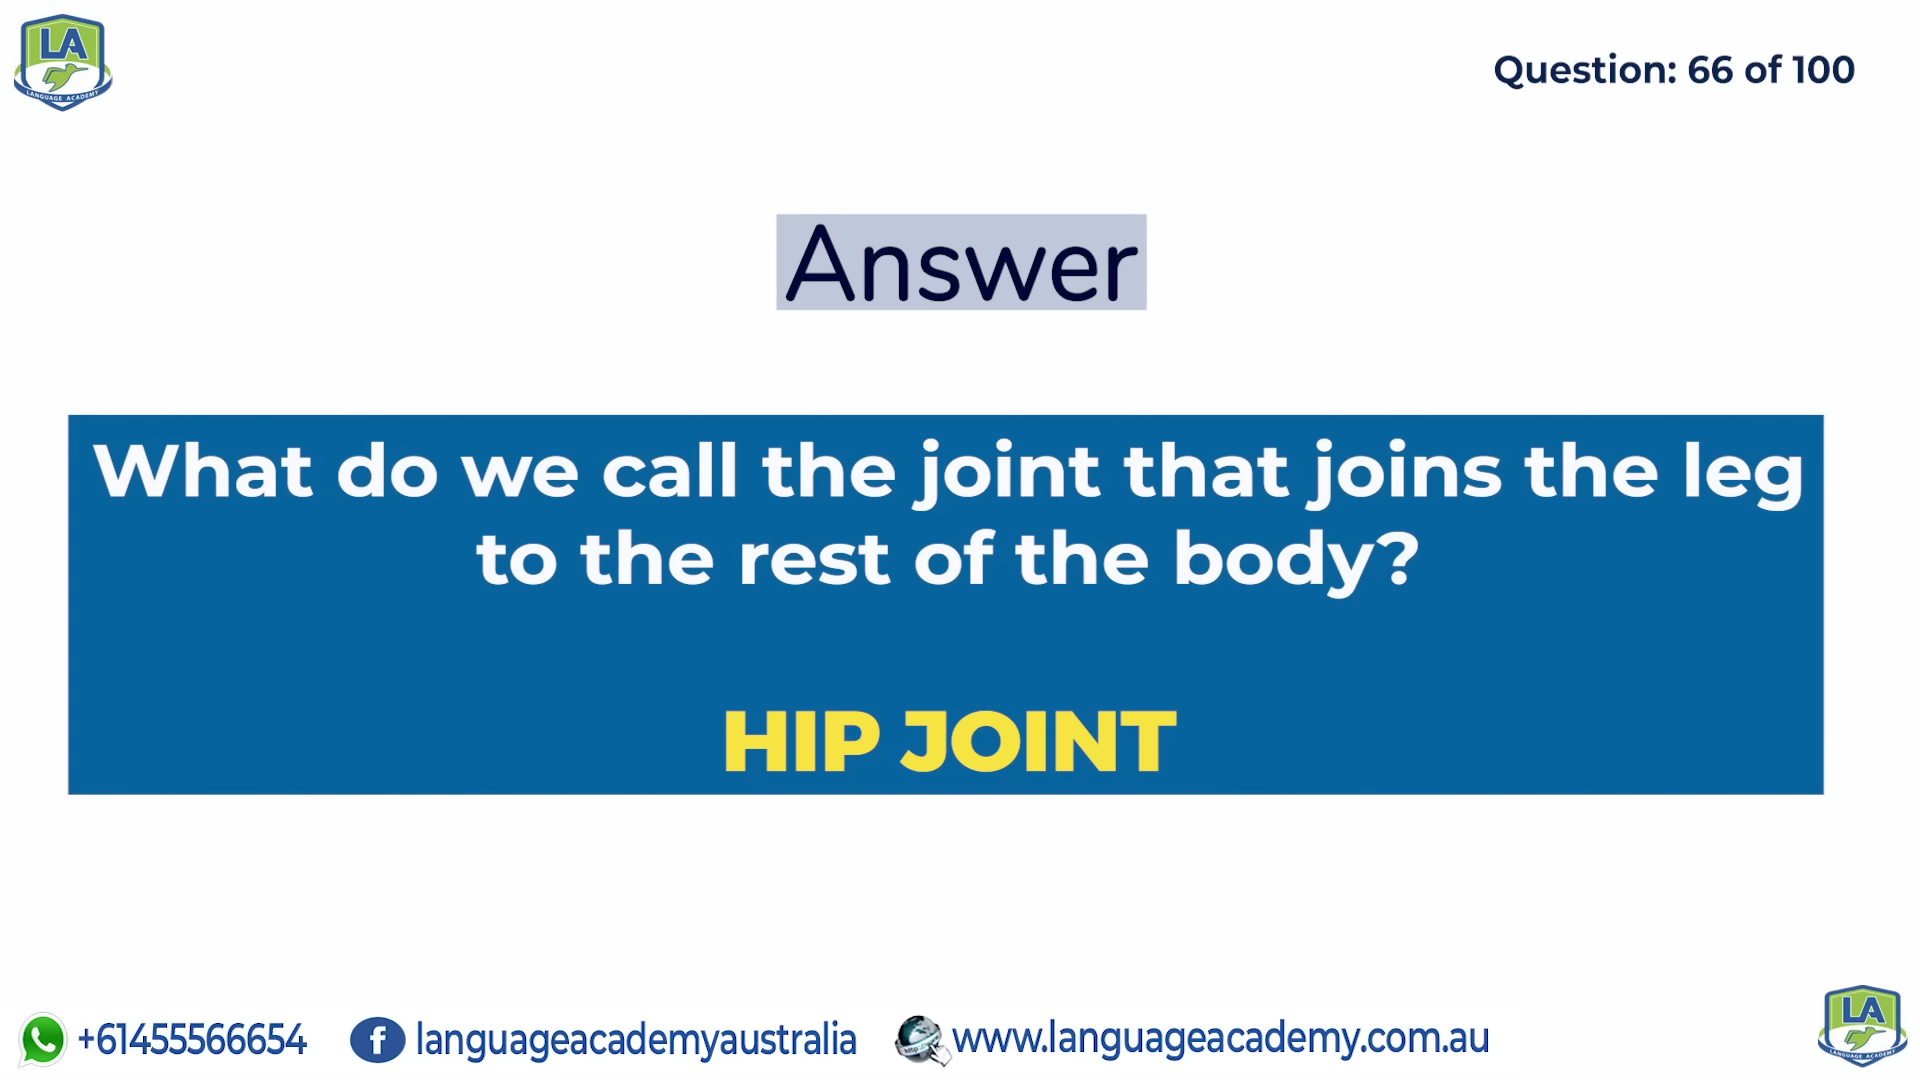 LA
LANGUAGE ACADEMY
Question: 66 of 100
Answer
What do we call the joint that joins the leg
to the rest of the body?
HIP JOINT
+61455566654
f
languageacademyaustralia
www.languageacademy.com.au
LA
LANGUAGE ACADEMY